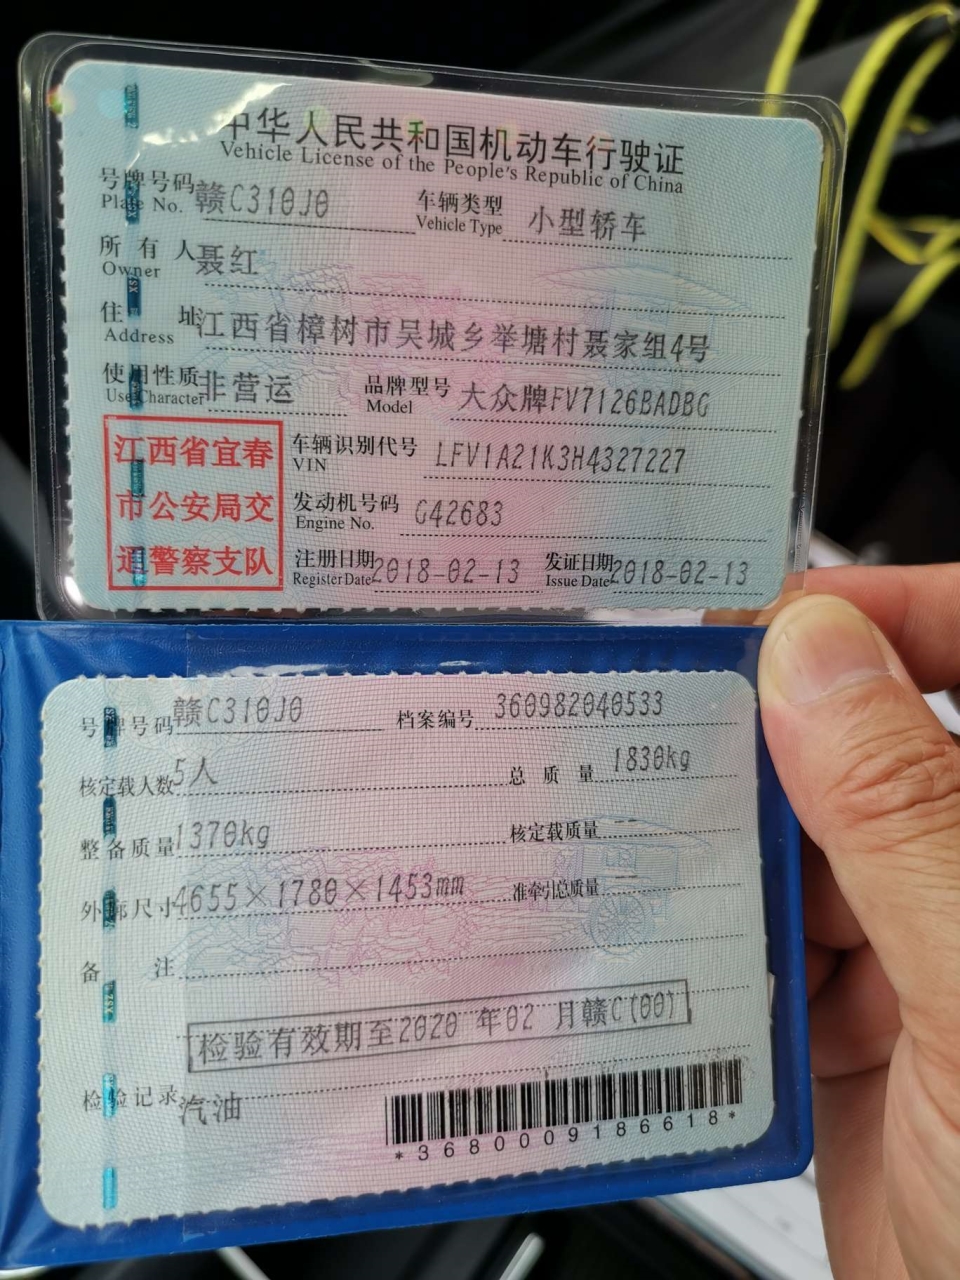 中华人民共和国机动车行驶证
Vehicle License of the People's Republic of China
号牌号码 赣C310J0 车辆类型 小型轿车
Plate No. Vehicle Type
所有人 聂红
Owner
住址 江西省樟树市吴城乡举塘村聂家组4号
Address
使用性质 非营运 品牌型号 大众牌FV7126BADBG
Use Character Model
江西省宜春
市公安局交
通警察支队
车辆识别代号 LFV1A21K3H4327227
VIN
发动机号码 G42683
Engine No.
注册日期 2018-02-13 发证日期 2018-02-13
Register Date Issue Date
号牌号码 赣C310J0 档案编号 360982040533
核定载人数 5人 总质量 1830kg
整备质量 1370kg 核定载质量
外廓尺寸 4655×1780×1453mm 准牵引总质量
备注
检验有效期至2020 年02 月赣C(00)
检验记录 汽油
*3680009186618*